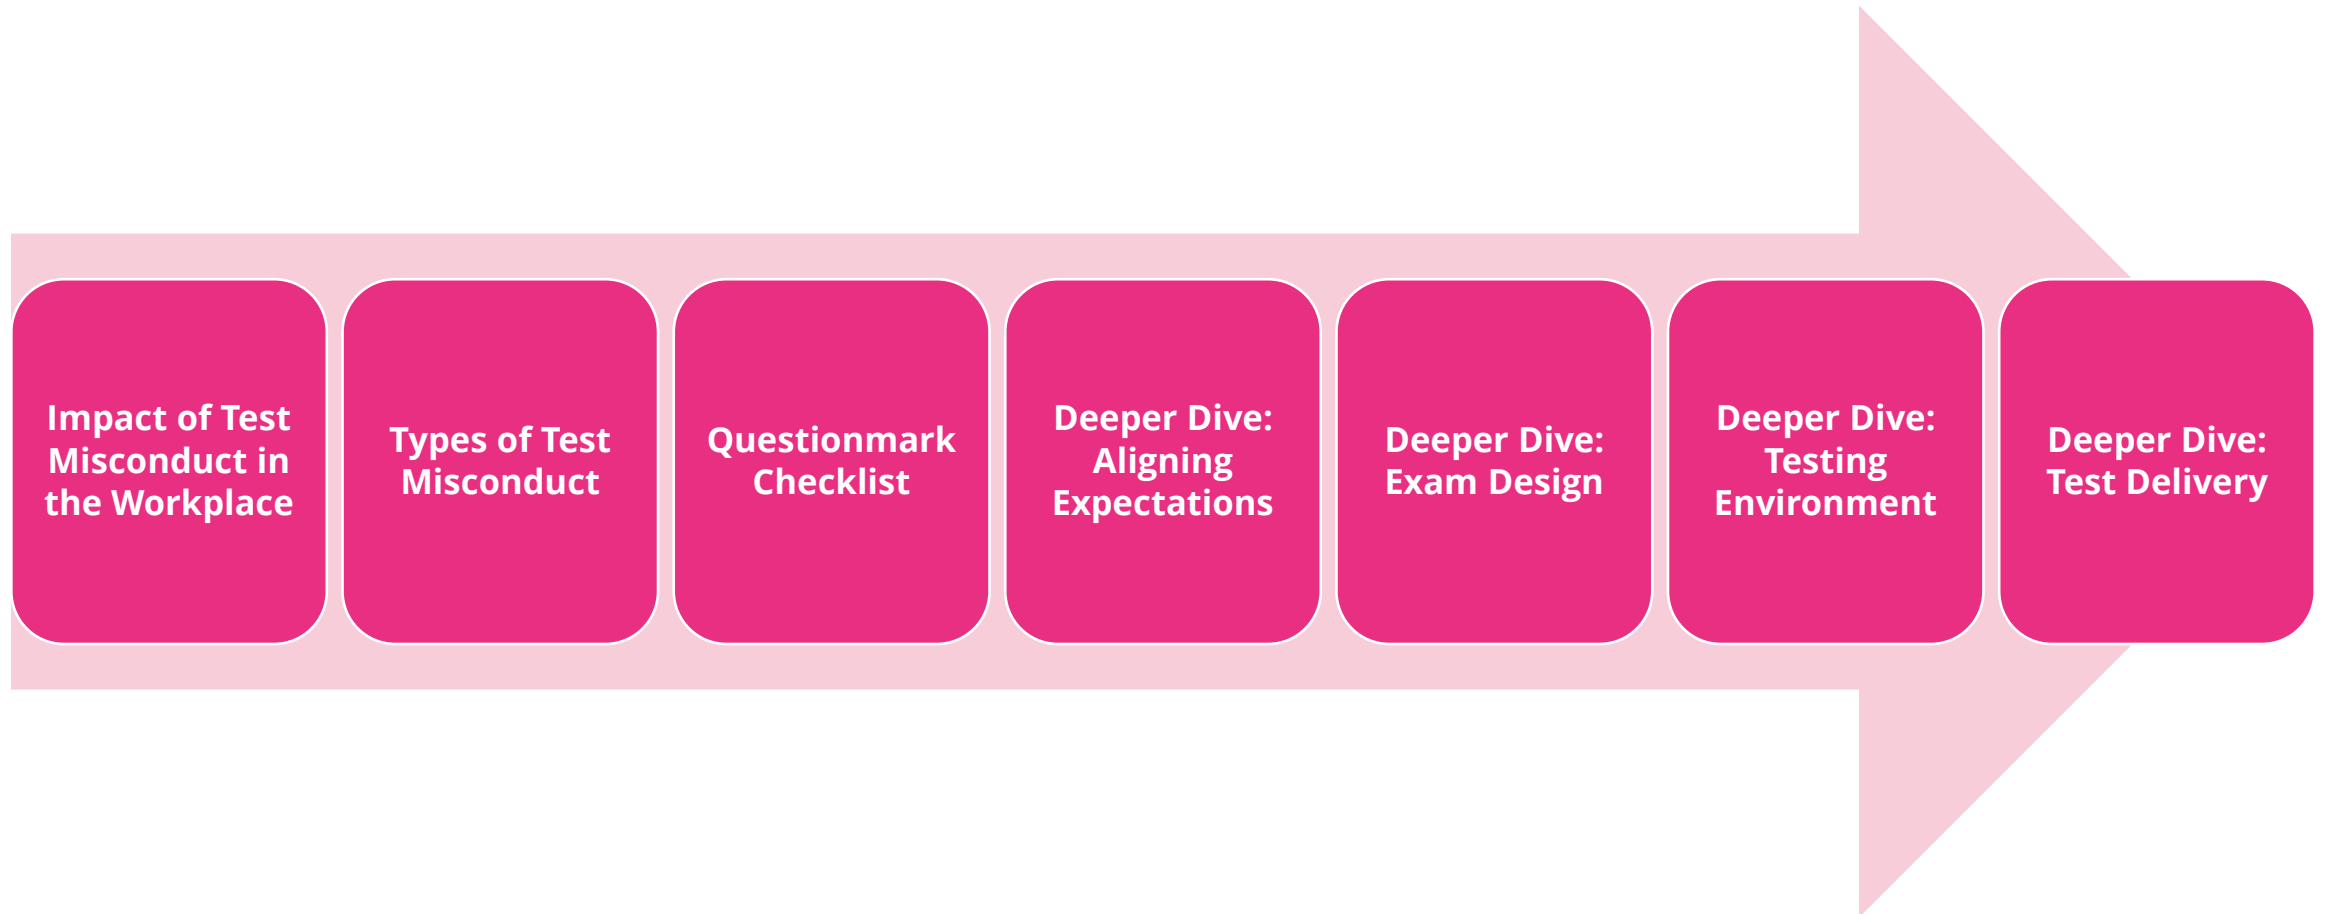 Impact of Test
Misconduct in
the Workplace
Types of Test
Misconduct
Questionmark
Checklist
Deeper Dive:
Aligning
Expectations
Deeper Dive:
Exam Design
Deeper Dive:
Testing
Environment
Deeper Dive:
Test Delivery